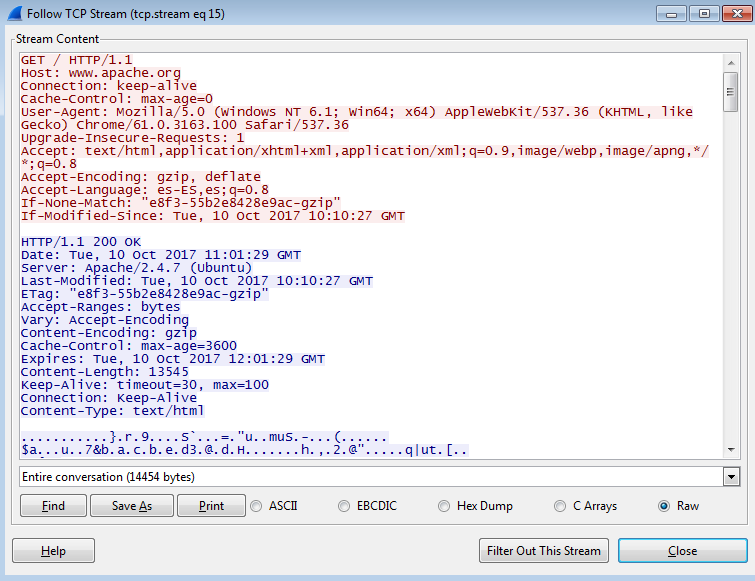 Follow TCP Stream (tcp.stream eq 15)
Stream Content
GET / HTTP/1.1
Host: www.apache.org
Connection: keep-alive
Cache-Control: max-age=0
User-Agent: Mozilla/5.0 (Windows NT 6.1; Win64; x64) AppleWebKit/537.36 (KHTML, like
Gecko) Chrome/61.0.3163.100 Safari/537.36
Upgrade-Insecure-Requests: 1
Accept: text/html,application/xhtml+xml,application/xml;q=0.9,image/webp,image/apng,*/
*;q=0.8
Accept-Encoding: gzip, deflate
Accept-Language: es-ES,es;q=0.8
If-None-Match: "e8f3-55b2e8428e9ac-gzip"
If-Modified-Since: Tue, 10 Oct 2017 10:10:27 GMT
HTTP/1.1 200 OK
Date: Tue, 10 Oct 2017 11:01:29 GMT
Server: Apache/2.4.7 (Ubuntu)
Last-Modified: Tue, 10 Oct 2017 10:10:27 GMT
ETag: "e8f3-55b2e8428e9ac-gzip"
Accept-Ranges: bytes
Vary: Accept-Encoding
Content-Encoding: gzip
Cache-Control: max-age=3600
Expires: Tue, 10 Oct 2017 12:01:29 GMT
Content-Length: 13545
Keep-Alive: timeout=30, max=100
Connection: Keep-Alive
Content-Type: text/html
...........}.r.9....S`...=."u..muS.-...(......
$a...u..7&b.a.c.b.e.d3.@.d.H.......h.,.2.@".....q|ut.[..
Entire conversation (14454 bytes)
Find
Save As
Print
ASCII
EBCDIC
Hex Dump
C Arrays
Raw
Help
Filter Out This Stream
Close